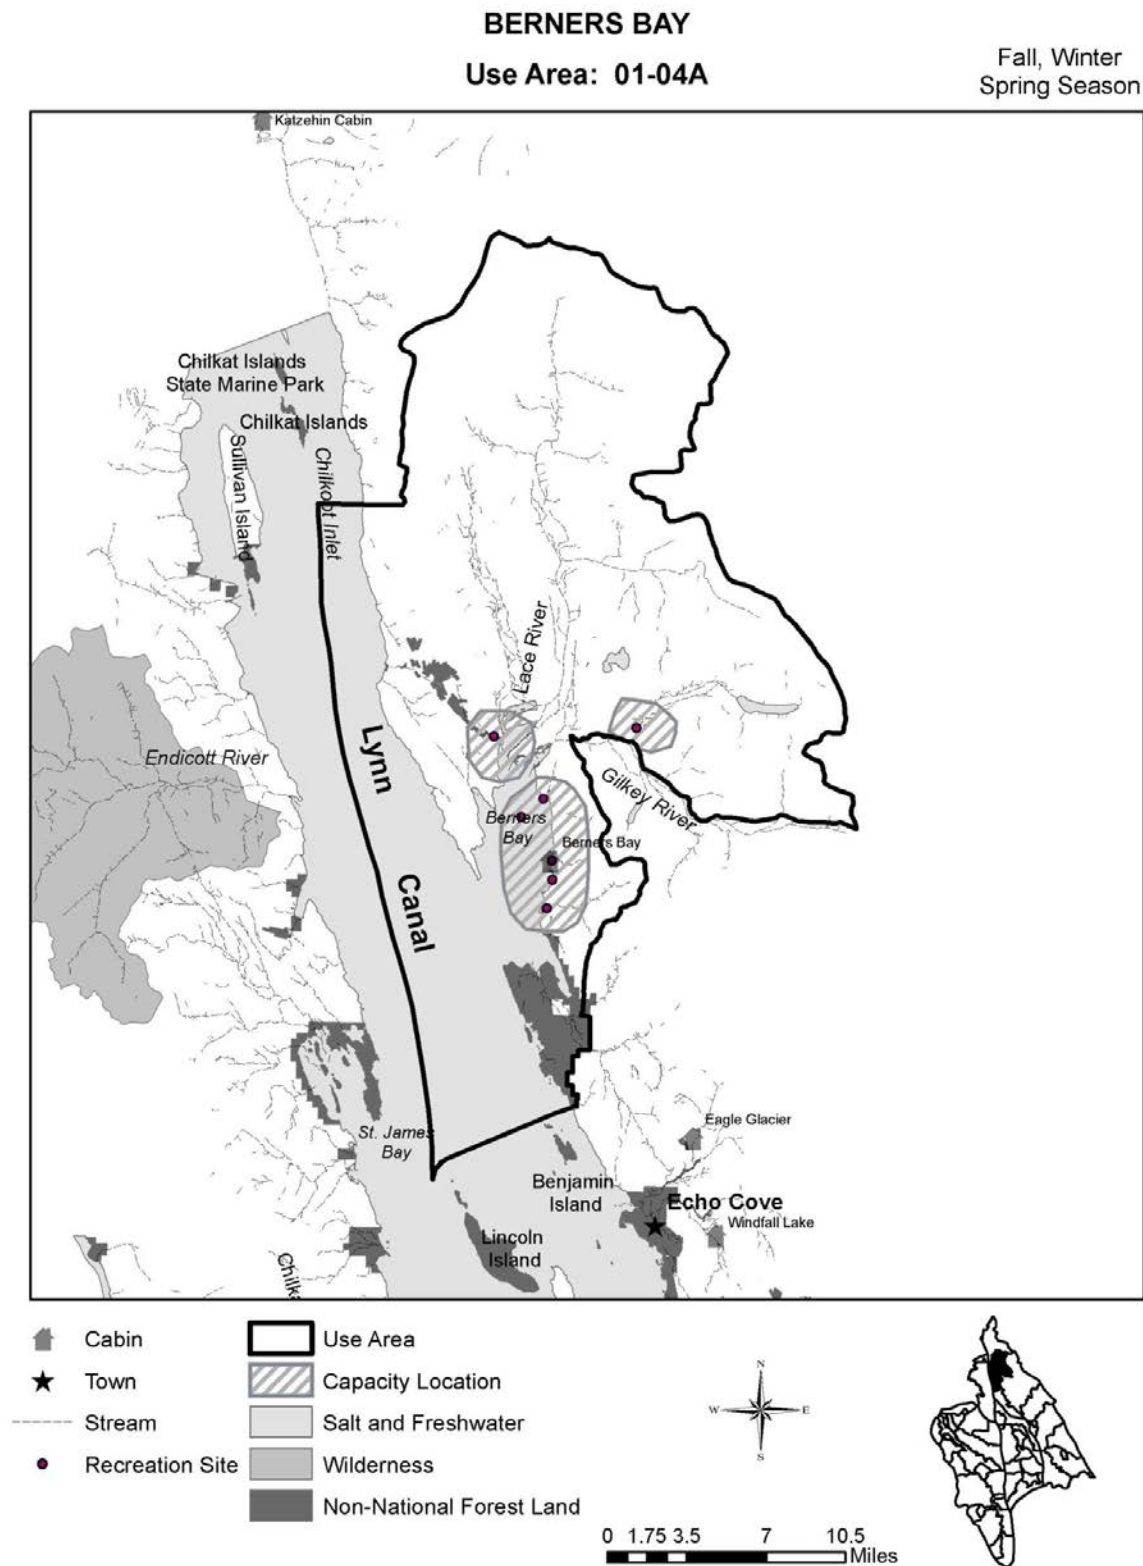 BERNERS BAY
Use Area: 01-04A
Fall, Winter
Spring Season
Katzehin Cabin
Chilkat Islands
State Marine Park
Chilkat Islands
Sullivan Island
Chilkoot Inlet
Lace River
Lynn
Canal
Endicott River
Gilkey River
Berners
Bay
Berners Bay
St. James
Bay
Eagle Glacier
Benjamin
Island
Echo Cove
Windfall Lake
Lincoln
Island
Chilka
Cabin
Town
Stream
Recreation Site
Use Area
Capacity Location
Salt and Freshwater
Wilderness
Non-National Forest Land
N
W E
S
0 1.75 3.5 7 10.5
Miles